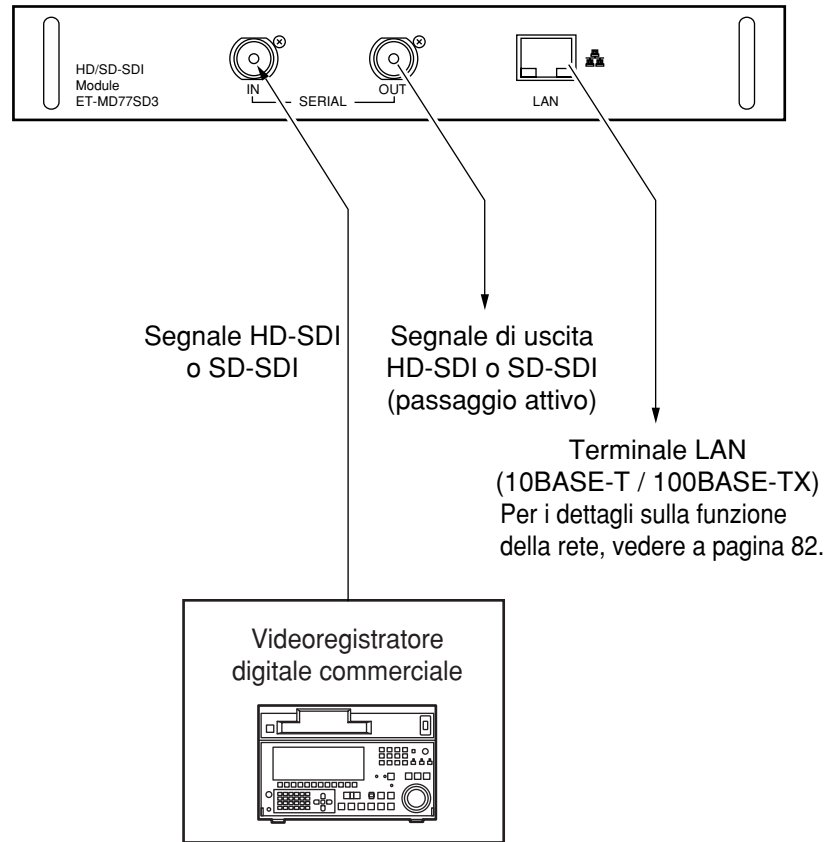 HD/SD-SDI
Module
ET-MD77SD3
IN
SERIAL
OUT
LAN
Segnale HD-SDI
o SD-SDI
Segnale di uscita
HD-SDI o SD-SDI
(passaggio attivo)
Terminale LAN
(10BASE-T / 100BASE-TX)
Per i dettagli sulla funzione
della rete, vedere a pagina 82.
Videoregistratore
digitale commerciale